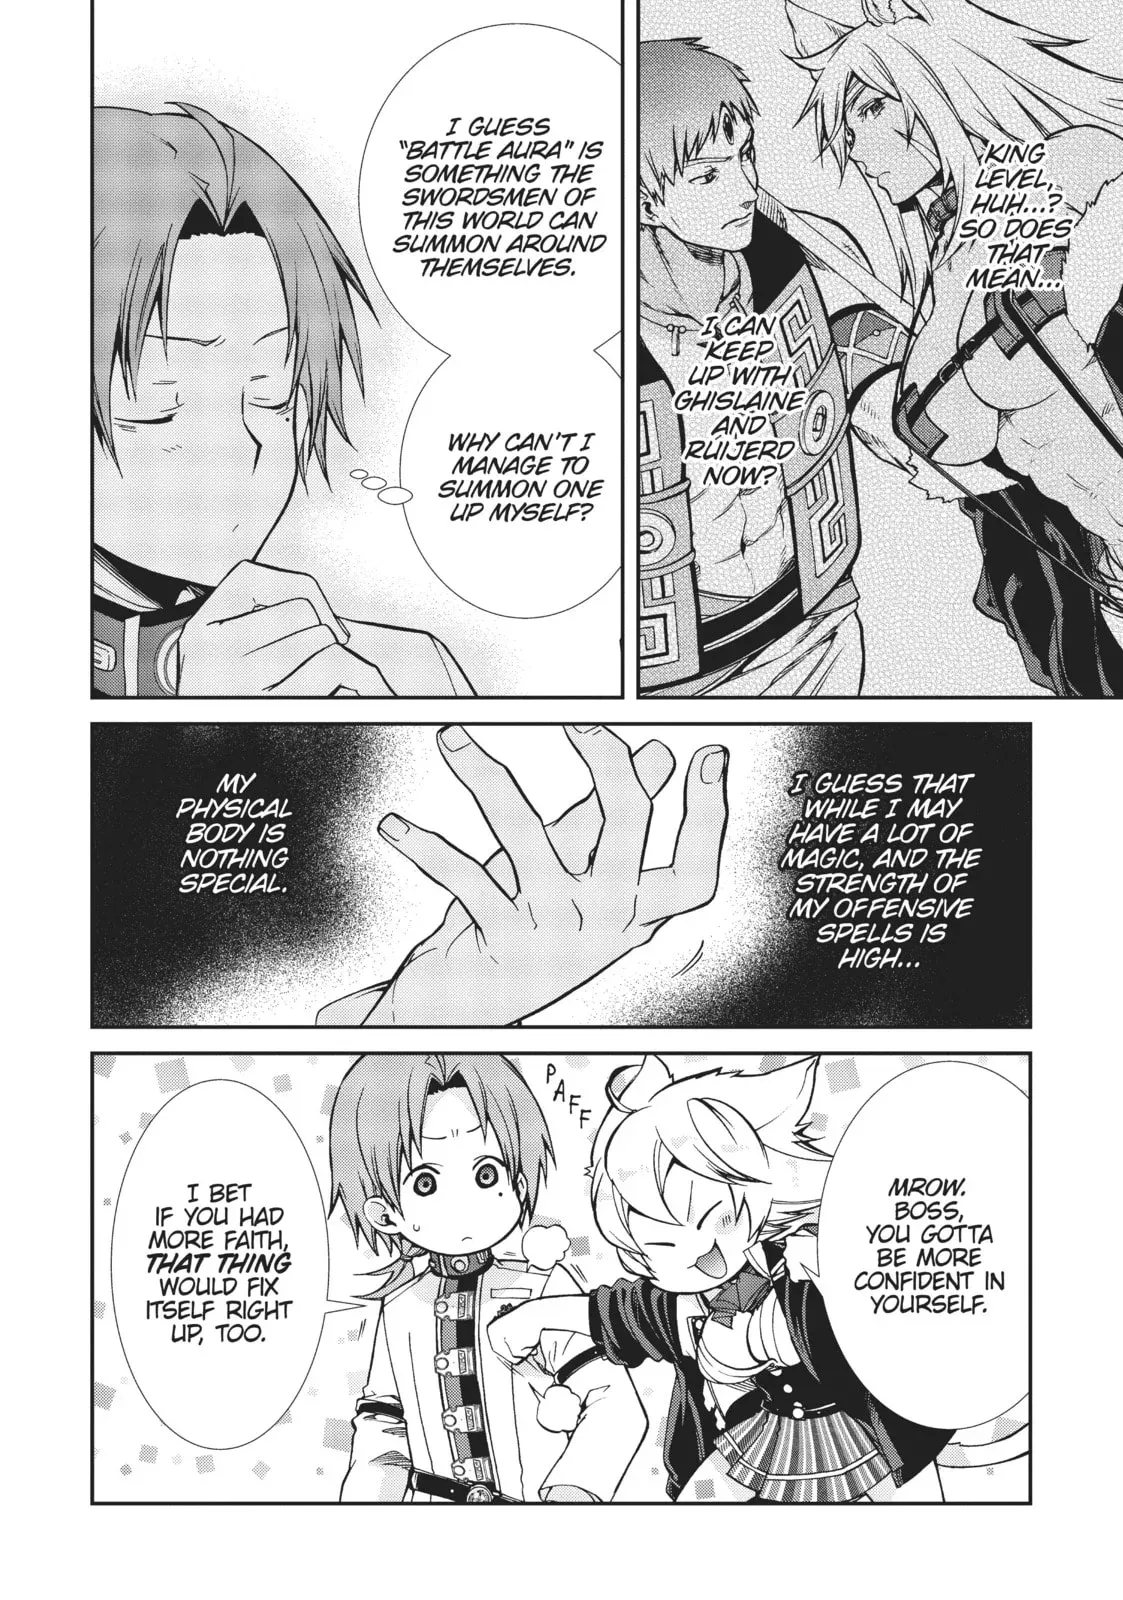 KING
LEVEL,
HUH...?
SO DOES
THAT
MEAN...
I CAN
KEEP
UP WITH
GHISLAINE
AND
RUIJERD
NOW?
I GUESS
"BATTLE AURA" IS
SOMETHING THE
SWORDSMEN OF
THIS WORLD CAN
SUMMON AROUND
THEMSELVES.
WHY CAN'T I
MANAGE TO
SUMMON ONE
UP MYSELF?
I GUESS THAT
WHILE I MAY
HAVE A LOT OF
MAGIC, AND THE
STRENGTH OF
MY OFFENSIVE
SPELLS IS
HIGH...
MY
PHYSICAL
BODY IS
NOTHING
SPECIAL.
MROW.
BOSS,
YOU GOTTA
BE MORE
CONFIDENT IN
YOURSELF.
PAFF
I BET
IF YOU HAD
MORE FAITH,
THAT THING
WOULD FIX
ITSELF RIGHT
UP, TOO.